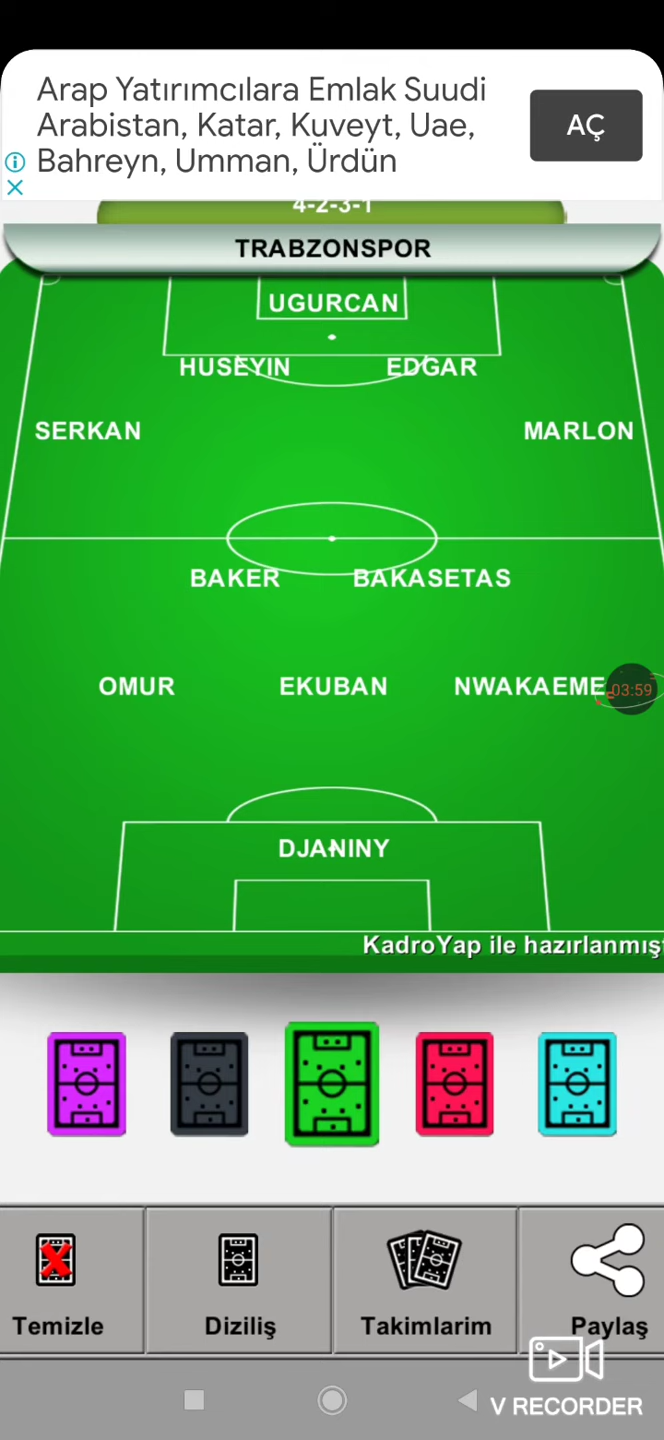 Arap Yatırımcılara Emlak Suudi
Arabistan, Katar, Kuveyt, Uae,
Bahreyn, Umman, Ürdün
AÇ
4-2-3-1
TRABZONSPOR
UGURCAN
HUSEYIN EDGAR
SERKAN MARLON
BAKER BAKASETAS
OMUR EKUBAN NWAKAEME
03:59
DJANINY
KadroYap ile hazırlanmışt
Temizle Diziliş Takimlarim Paylaş
V RECORDER